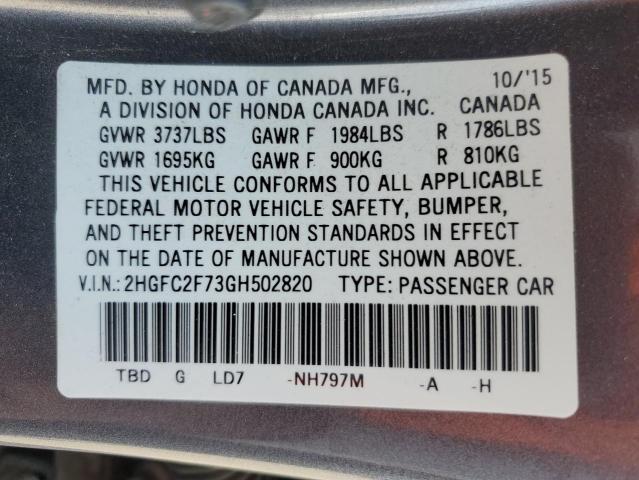 MFD. BY HONDA OF CANADA MFG., 10/'15
A DIVISION OF HONDA CANADA INC. CANADA
GVWR 3737LBS GAWR F 1984LBS R 1786LBS
GVWR 1695KG GAWR F 900KG R 810KG
THIS VEHICLE CONFORMS TO ALL APPLICABLE
FEDERAL MOTOR VEHICLE SAFETY, BUMPER,
AND THEFT PREVENTION STANDARDS IN EFFECT
ON THE DATE OF MANUFACTURE SHOWN ABOVE.
V.I.N.:2HGFC2F73GH502820 TYPE:PASSENGER CAR
TBD G LD7 -NH797M -A -H